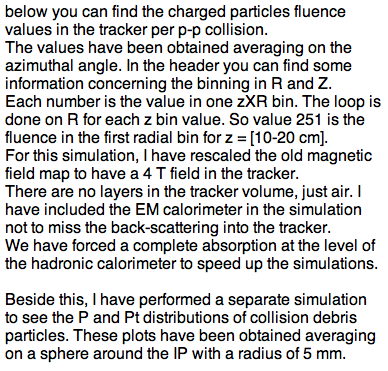 below you can find the charged particles fluence
values in the tracker per p-p collision.
The values have been obtained averaging on the
azimuthal angle. In the header you can find some
information concerning the binning in R and Z.
Each number is the value in one zXR bin. The loop is
done on R for each z bin value. So value 251 is the
fluence in the first radial bin for z = [10-20 cm].
For this simulation, I have rescaled the old magnetic
field map to have a 4 T field in the tracker.
There are no layers in the tracker volume, just air. I
have included the EM calorimeter in the simulation
not to miss the back-scattering into the tracker.
We have forced a complete absorption at the level of
the hadronic calorimeter to speed up the simulations.
Beside this, I have performed a separate simulation
to see the P and Pt distributions of collision debris
particles. These plots have been obtained averaging
on a sphere around the IP with a radius of 5 mm.